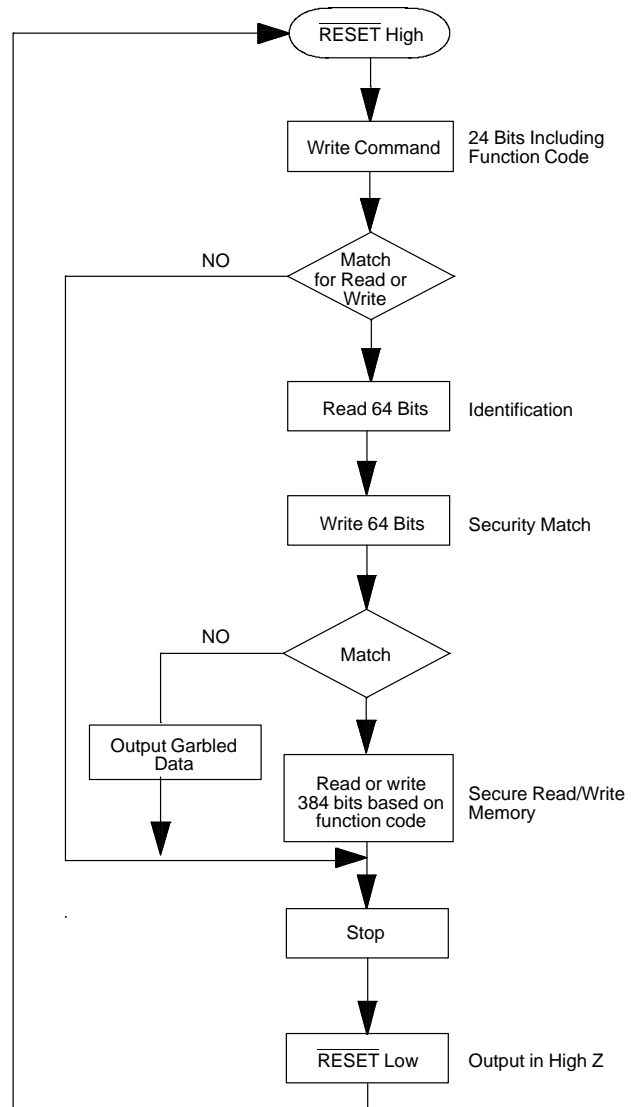 RESET High
Write Command
24 Bits Including
Function Code
NO
Match
for Read or
Write
Read 64 Bits
Identification
Write 64 Bits
Security Match
NO
Match
Output Garbled
Data
Read or write
384 bits based on
function code
Secure Read/Write
Memory
Stop
RESET Low
Output in High Z